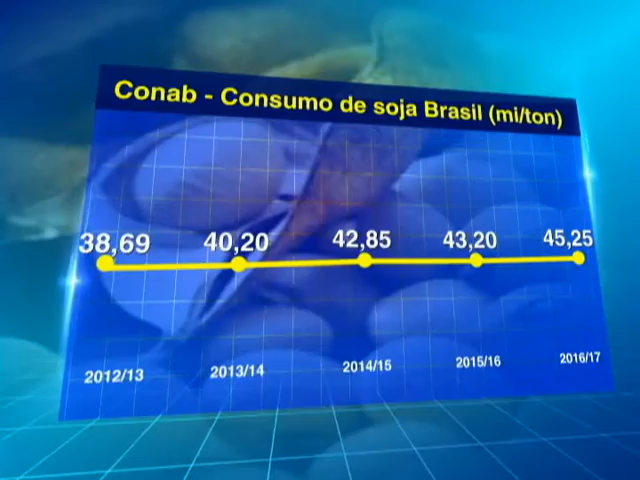 Conab - Consumo de soja Brasil (mi/ton)
38,69 40,20 42,85 43,20 45,25
2012/13 2013/14 2014/15 2015/16 2016/17